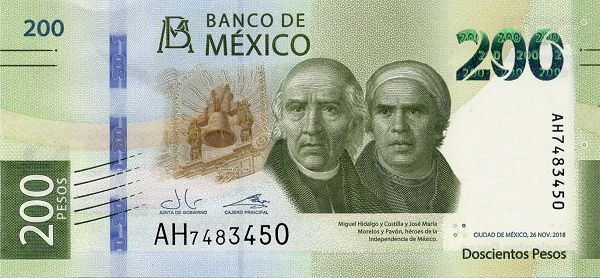 200
BM
BANCO DE
MÉXICO
200
AH7483450
200
PESOS
JUNTA DE GOBIERNO
CAJERO PRINCIPAL
AH7483450
Miguel Hidalgo y Costilla y José María
Morelos y Pavón, héroes de la
Independencia de México.
CIUDAD DE MÉXICO, 26 NOV. 2018
Doscientos Pesos